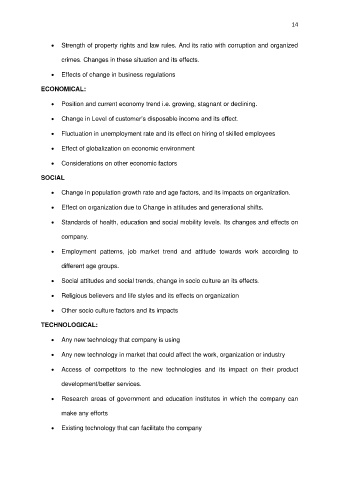 14
• Strength of property rights and law rules. And its ratio with corruption and organized
crimes. Changes in these situation and its effects.
• Effects of change in business regulations
ECONOMICAL:
• Position and current economy trend i.e. growing, stagnant or declining.
• Change in Level of customer's disposable income and its effect.
• Fluctuation in unemployment rate and its effect on hiring of skilled employees
• Effect of globalization on economic environment
• Considerations on other economic factors
SOCIAL
• Change in population growth rate and age factors, and its impacts on organization.
• Effect on organization due to Change in attitudes and generational shifts.
• Standards of health, education and social mobility levels. Its changes and effects on
company.
• Employment patterns, job market trend and attitude towards work according to
different age groups.
• Social attitudes and social trends, change in socio culture an its effects.
• Religious believers and life styles and its effects on organization
• Other socio culture factors and its impacts
TECHNOLOGICAL:
• Any new technology that company is using
• Any new technology in market that could affect the work, organization or industry
• Access of competitors to the new technologies and its impact on their product
development/better services.
• Research areas of government and education institutes in which the company can
make any efforts
• Existing technology that can facilitate the company